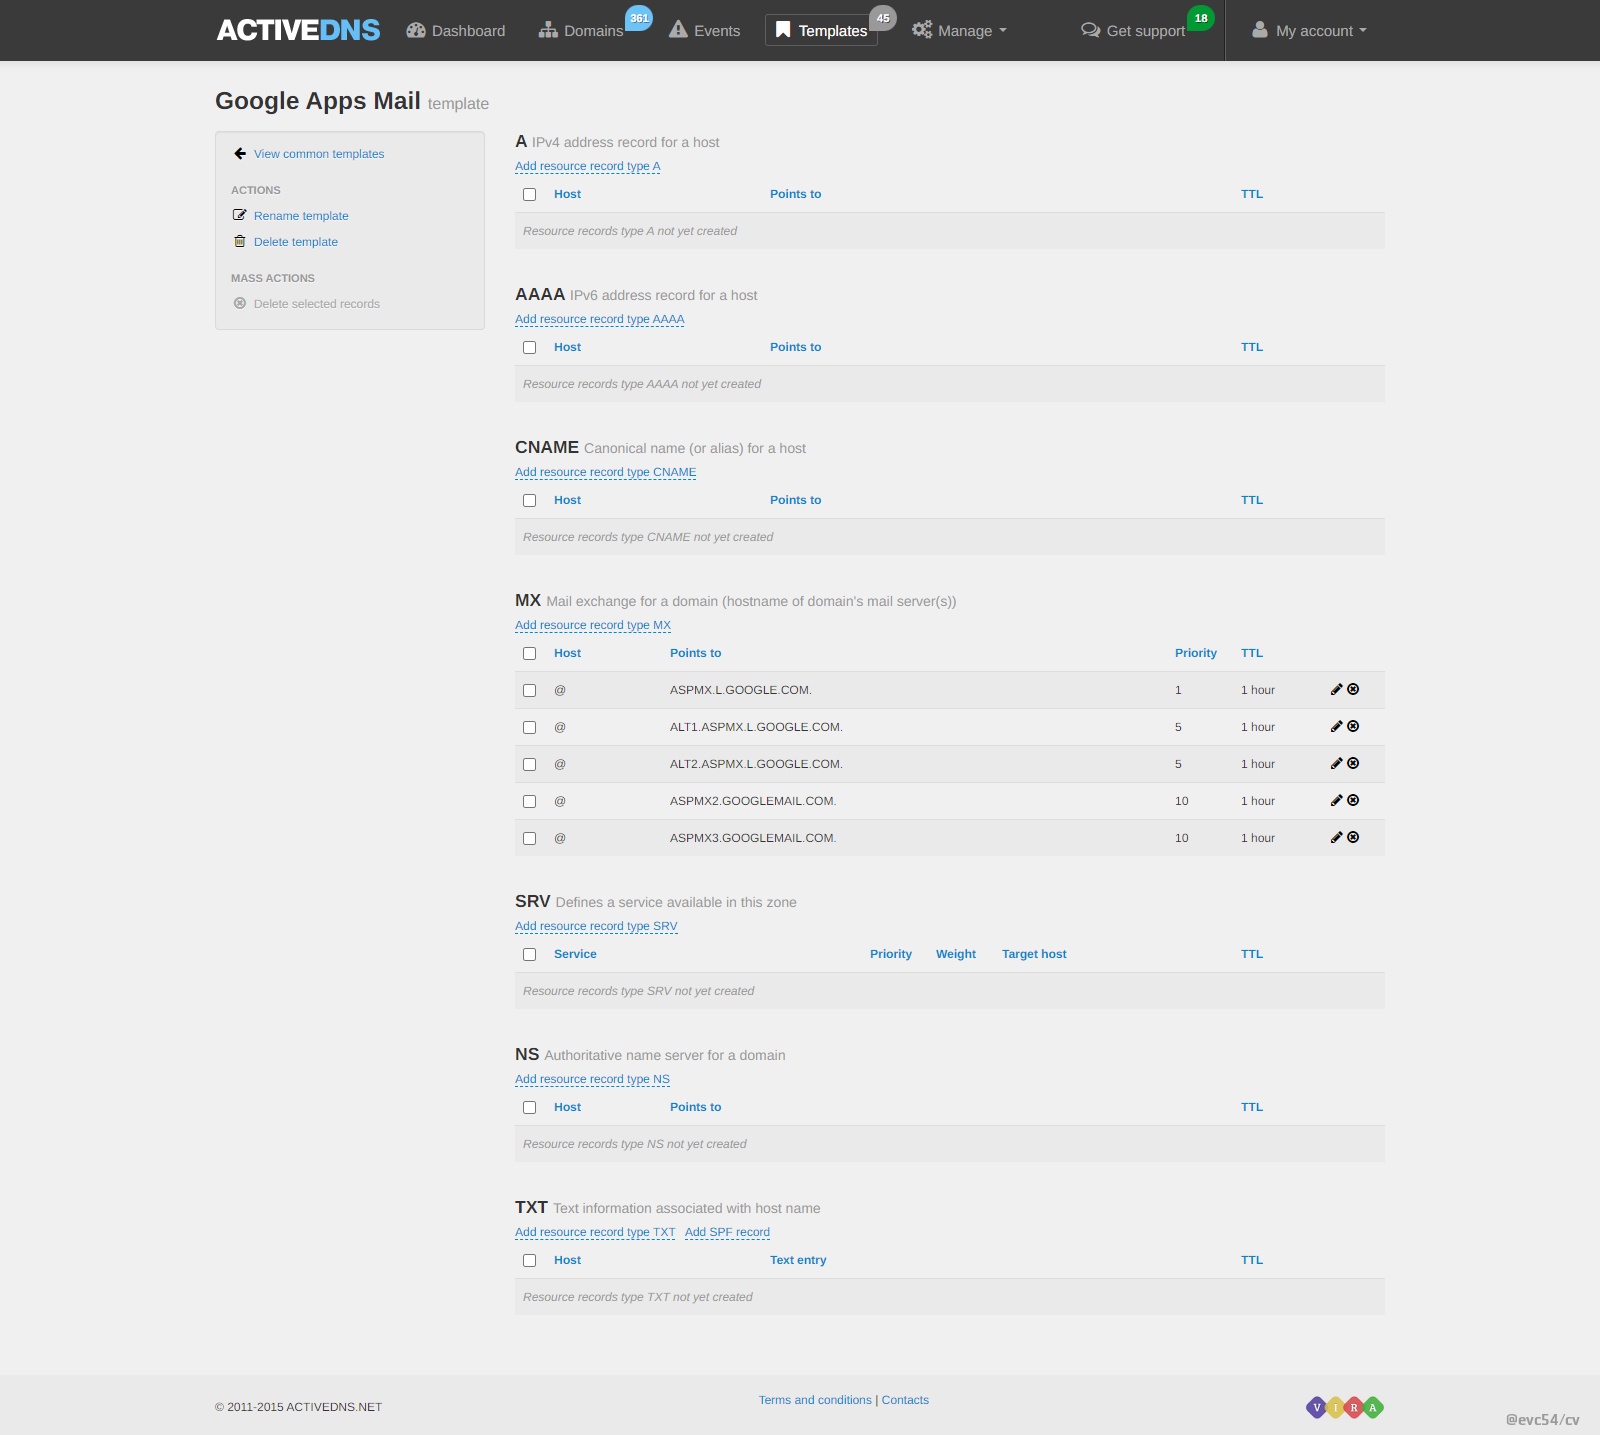 ACTIVEDNS Dashboard Domains 361 Events Templates 45 Manage Get support 18 My account
Google Apps Mail template
View common templates
ACTIONS
Rename template
Delete template
MASS ACTIONS
Delete selected records
A IPv4 address record for a host
Add resource record type A
Host Points to TTL
Resource records type A not yet created
AAAA IPv6 address record for a host
Add resource record type AAAA
Host Points to TTL
Resource records type AAAA not yet created
CNAME Canonical name (or alias) for a host
Add resource record type CNAME
Host Points to TTL
Resource records type CNAME not yet created
MX Mail exchange for a domain (hostname of domain's mail server(s))
Add resource record type MX
Host Points to Priority TTL
@ ASPMX.L.GOOGLE.COM. 1 1 hour
@ ALT1.ASPMX.L.GOOGLE.COM. 5 1 hour
@ ALT2.ASPMX.L.GOOGLE.COM. 5 1 hour
@ ASPMX2.GOOGLEMAIL.COM. 10 1 hour
@ ASPMX3.GOOGLEMAIL.COM. 10 1 hour
SRV Defines a service available in this zone
Add resource record type SRV
Service Priority Weight Target host TTL
Resource records type SRV not yet created
NS Authoritative name server for a domain
Add resource record type NS
Host Points to TTL
Resource records type NS not yet created
TXT Text information associated with host name
Add resource record type TXT Add SPF record
Host Text entry TTL
Resource records type TXT not yet created
© 2011-2015 ACTIVEDNS.NET Terms and conditions | Contacts VIRA
@evc54/cv